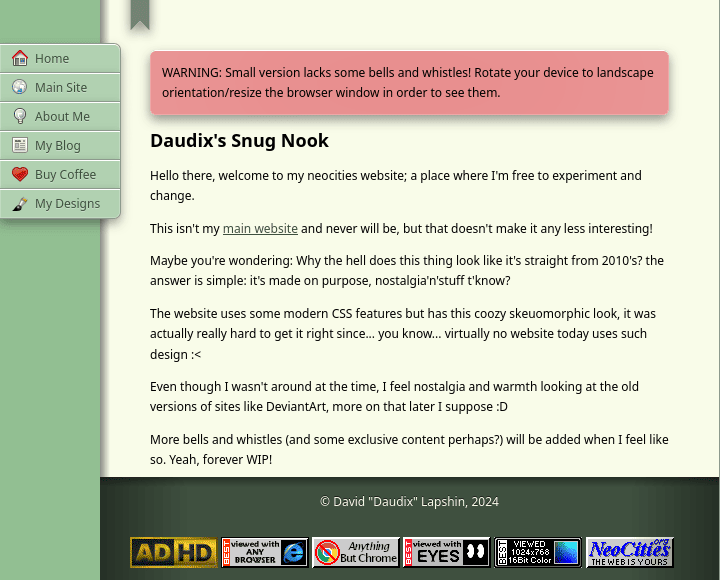 Home
Main Site
About Me
My Blog
Buy Coffee
My Designs
WARNING: Small version lacks some bells and whistles! Rotate your device to landscape
orientation/resize the browser window in order to see them.
Daudix's Snug Nook
Hello there, welcome to my neocities website; a place where I'm free to experiment and
change.
This isn't my main website and never will be, but that doesn't make it any less interesting!
Maybe you're wondering: Why the hell does this thing look like it's straight from 2010's? the
answer is simple: it's made on purpose, nostalgia'n'stuff t'know?
The website uses some modern CSS features but has this coozy skeuomorphic look, it was
actually really hard to get it right since... you know... virtually no website today uses such
design :<
Even though I wasn't around at the time, I feel nostalgia and warmth looking at the old
versions of sites like DeviantArt, more on that later I suppose :D
More bells and whistles (and some exclusive content perhaps?) will be added when I feel like
so. Yeah, forever WIP!
© David "Daudix" Lapshin, 2024
ADHD
BEST viewed with ANY BROWSER
Anything But Chrome
BEST viewed with EYES
BEST VIEWED 1024x768 16Bit Color
NeoCities.org THE WEB IS YOURS